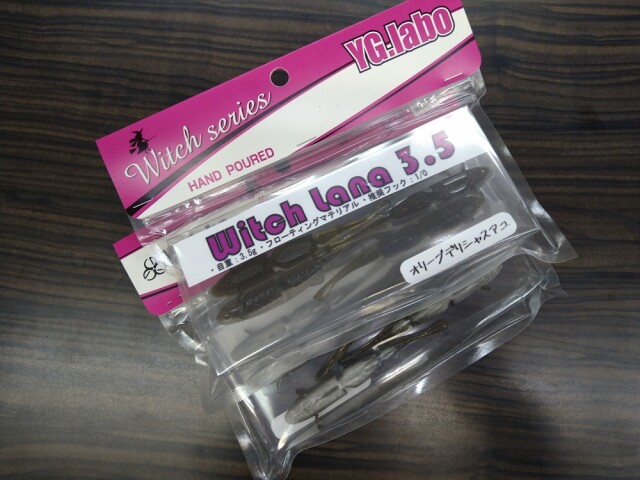 YG.labo
Witch series
HAND POURED
Witch Lana 3.5
・自重：3.5g・フローティングマテリアル・推奨フック：1/0
オリーブデリシャスアユ